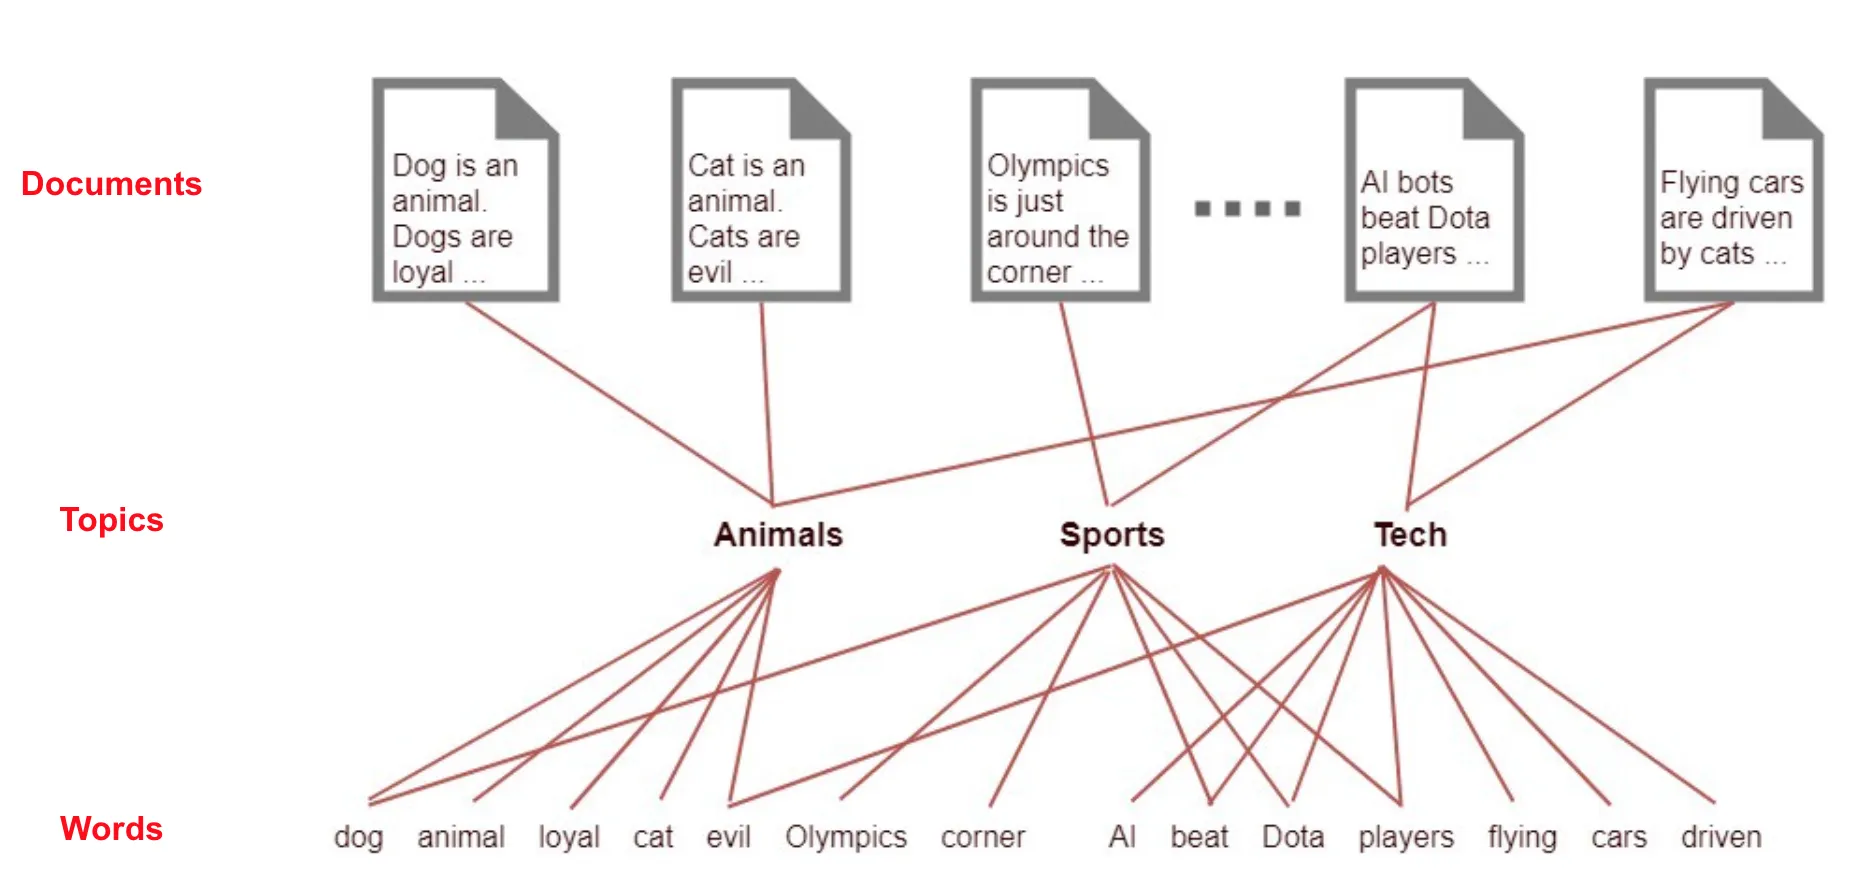 Documents
Dog is an
animal.
Dogs are
loyal ...
Cat is an
animal.
Cats are
evil ...
Olympics
is just
around the
corner ...
AI bots
beat Dota
players ...
Flying cars
are driven
by cats ...
Topics
Animals Sports Tech
Words
dog animal loyal cat evil Olympics corner AI beat Dota players flying cars driven